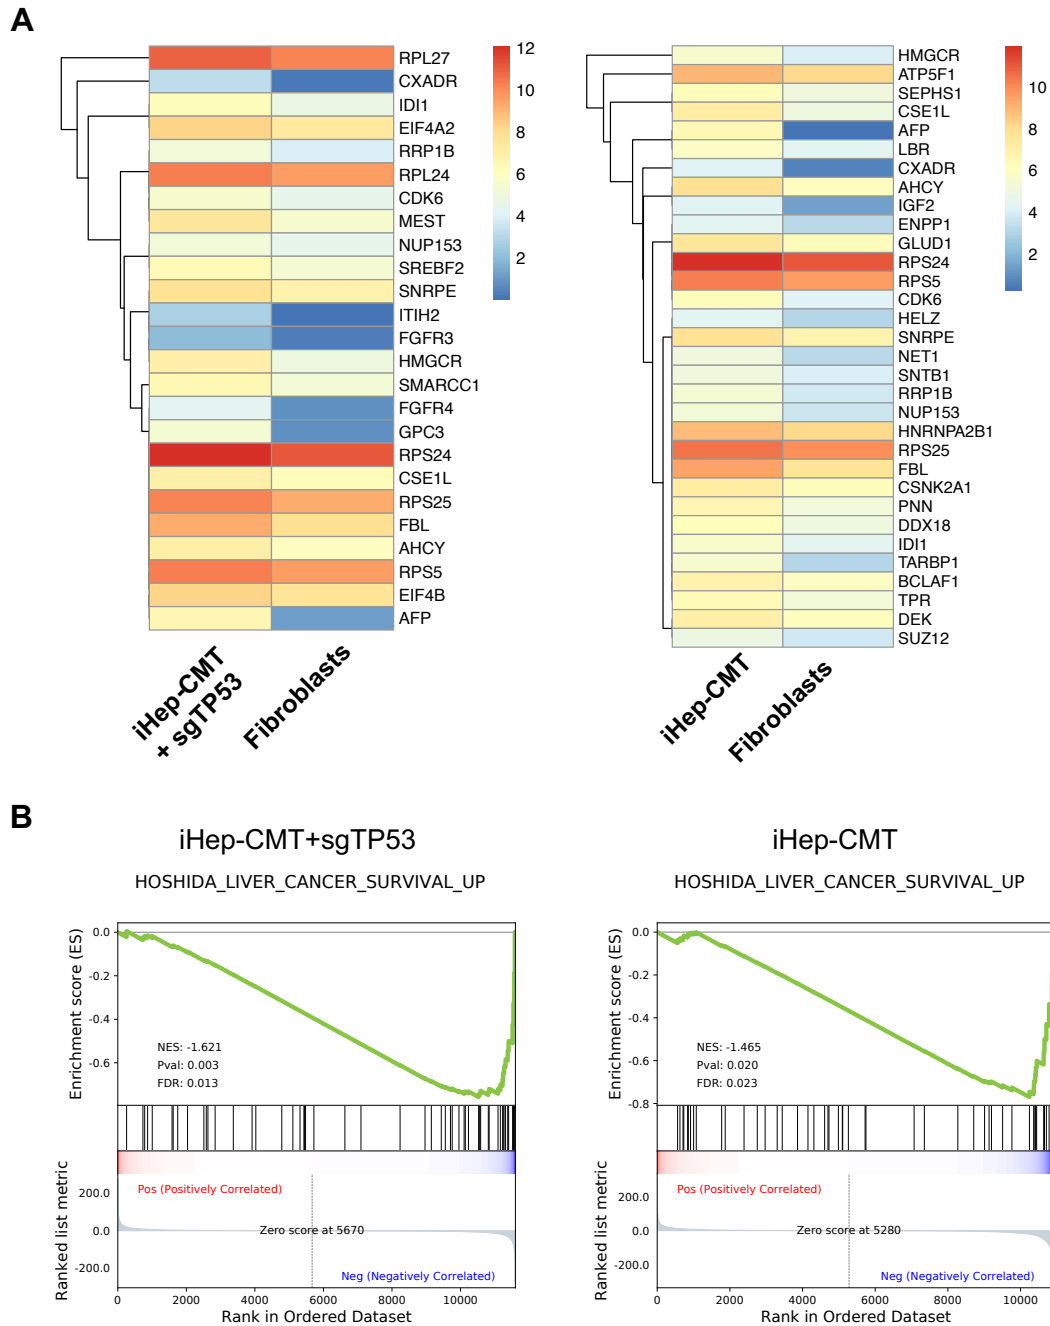 A
12
10
8
6
4
2
RPL27
CXADR
IDI1
EIF4A2
RRP1B
RPL24
CDK6
MEST
NUP153
SREBF2
SNRPE
ITIH2
FGFR3
HMGCR
SMARCC1
FGFR4
GPC3
RPS24
CSE1L
RPS25
FBL
AHCY
RPS5
EIF4B
AFP
iHep-CMT
+ sgTP53
Fibroblasts
10
8
6
4
2
HMGCR
ATP5F1
SEPHS1
CSE1L
AFP
LBR
CXADR
AHCY
IGF2
ENPP1
GLUD1
RPS24
RPS5
CDK6
HELZ
SNRPE
NET1
SNTB1
RRP1B
NUP153
HNRNPA2B1
RPS25
FBL
CSNK2A1
PNN
DDX18
IDI1
TARBP1
BCLAF1
TPR
DEK
SUZ12
iHep-CMT
Fibroblasts
B
iHep-CMT+sgTP53
HOSHIDA_LIVER_CANCER_SURVIVAL_UP
Enrichment score (ES)
0.0
-0.2
-0.4
-0.6
NES: -1.621
Pval: 0.003
FDR: 0.013
Ranked list metric
200.0
0.0
-200.0
Pos (Positively Correlated)
Zero score at 5670
Neg (Negatively Correlated)
0
2000
4000
6000
8000
10000
Rank in Ordered Dataset
iHep-CMT
HOSHIDA_LIVER_CANCER_SURVIVAL_UP
Enrichment score (ES)
0.0
-0.2
-0.4
-0.6
-0.8
NES: -1.465
Pval: 0.020
FDR: 0.023
Ranked list metric
200.0
0.0
-200.0
Pos (Positively Correlated)
Zero score at 5280
Neg (Negatively Correlated)
0
2000
4000
6000
8000
10000
Rank in Ordered Dataset